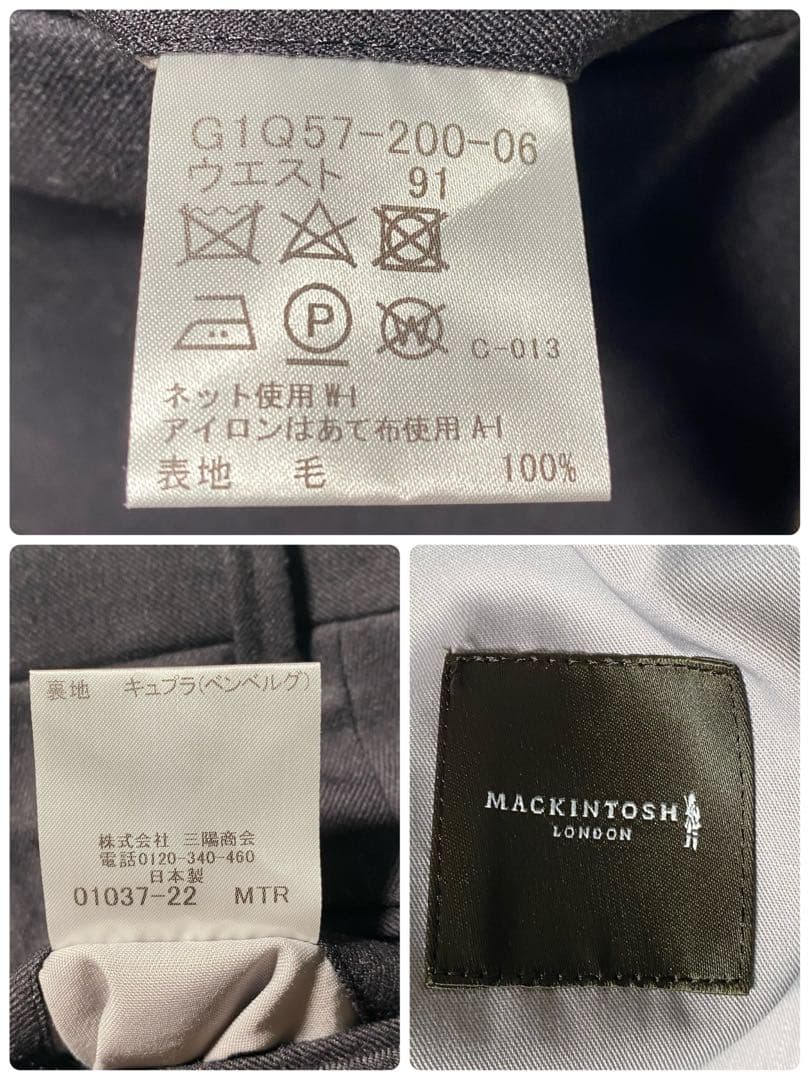 G1Q57-200-06
ウエスト 91
P
W
C-013
ネット使用 W-1
アイロンはあて布使用 A-1
表地 毛 100%
裏地 キュプラ(ベンベルグ)
株式会社 三陽商会
電話0120-340-460
日本製
01037-22 MTR
MACKINTOSH
LONDON